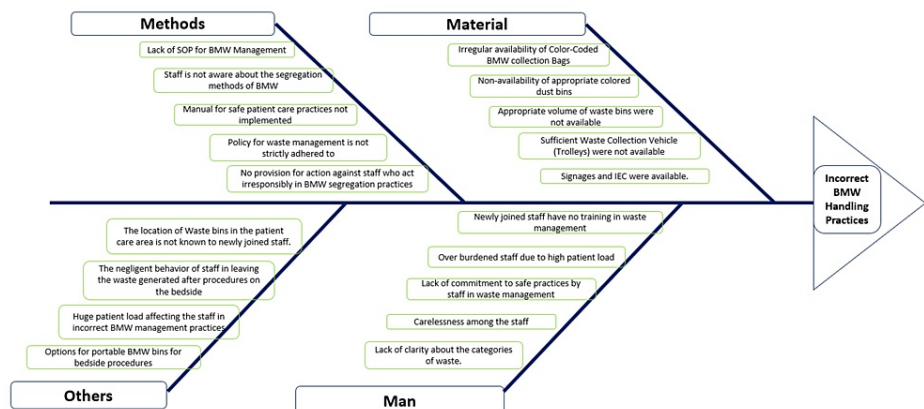 Methods
Lack of SOP for BMW Management
Staff is not aware about the segregation
methods of BMW
Manual for safe patient care practices not
implemented
Policy for waste management is not
strictly adhered to
No provision for action against staff who act
irresponsibly in BMW segregation practices
Material
Irregular availability of Color-Coded
BMW collection Bags
Non-availability of appropriate colored
dust bins
Appropriate volume of waste bins were
not available
Sufficient Waste Collection Vehicle
(Trolleys) were not available
Signages and IEC were available.
Incorrect
BMW
Handling
Practices
The location of Waste bins in the patient
care area is not known to newly joined staff.
The negligent behavior of staff in leaving
the waste generated after procedures on
the bedside
Huge patient load affecting the staff in
incorrect BMW management practices
Options for portable BMW bins for
bedside procedures
Others
Newly joined staff have no training in waste
management
Over burdened staff due to high patient load
Lack of commitment to safe practices by
staff in waste management
Carelessness among the staff
Lack of clarity about the categories
of waste.
Man